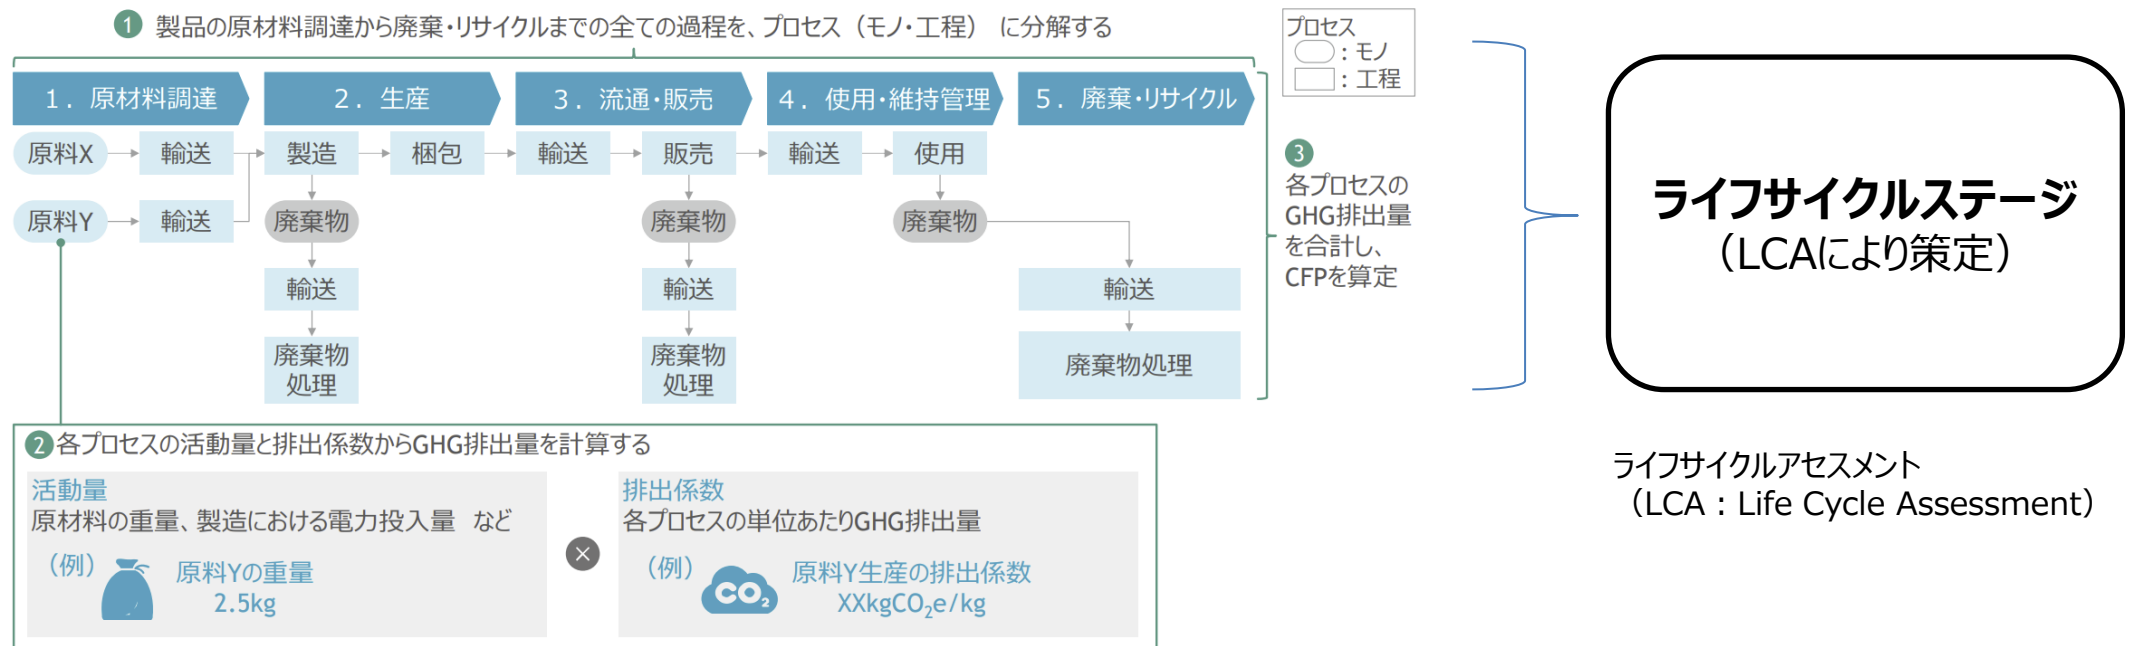 1 製品の原材料調達から廃棄・リサイクルまでの全ての過程を、プロセス（モノ・工程） に分解する
プロセス
：モノ
：工程
1．原材料調達
2．生産
3．流通・販売
4．使用・維持管理
5．廃棄・リサイクル
原料X
輸送
製造
梱包
輸送
販売
輸送
使用
原料Y
輸送
廃棄物
廃棄物
廃棄物
輸送
輸送
輸送
廃棄物
処理
廃棄物
処理
廃棄物処理
3
各プロセスの
GHG排出量
を合計し、
CFPを算定
ライフサイクルステージ
（LCAにより策定）
ライフサイクルアセスメント
（LCA：Life Cycle Assessment）
2 各プロセスの活動量と排出係数からGHG排出量を計算する
活動量
原材料の重量、製造における電力投入量 など
（例）
原料Yの重量
2.5kg
×
排出係数
各プロセスの単位あたりGHG排出量
（例）
CO₂
原料Y生産の排出係数
XXkgCO₂e/kg